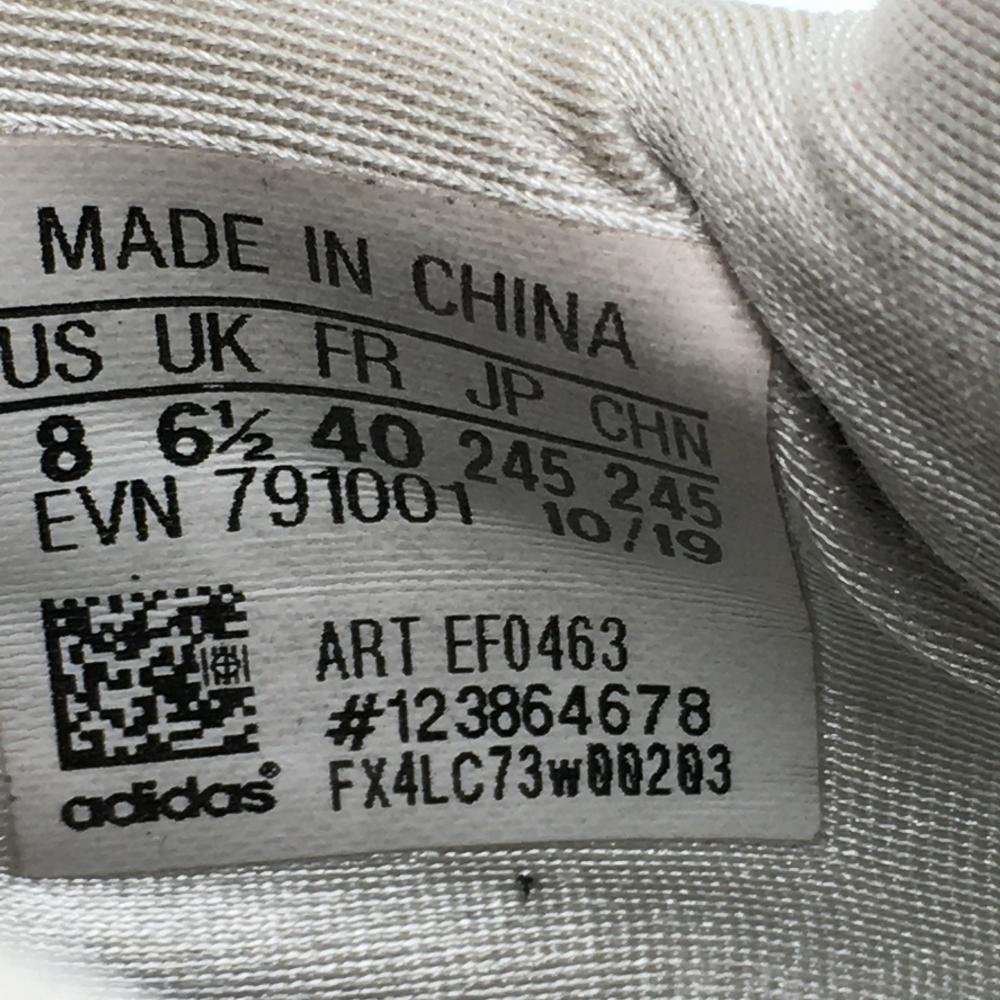 MADE IN CHINA
US UK FR JP CHN
8 6½ 40 245 245
EVN 791001 10/19
ART EF0463
#123864678
FX4LC73w00203
adidas®